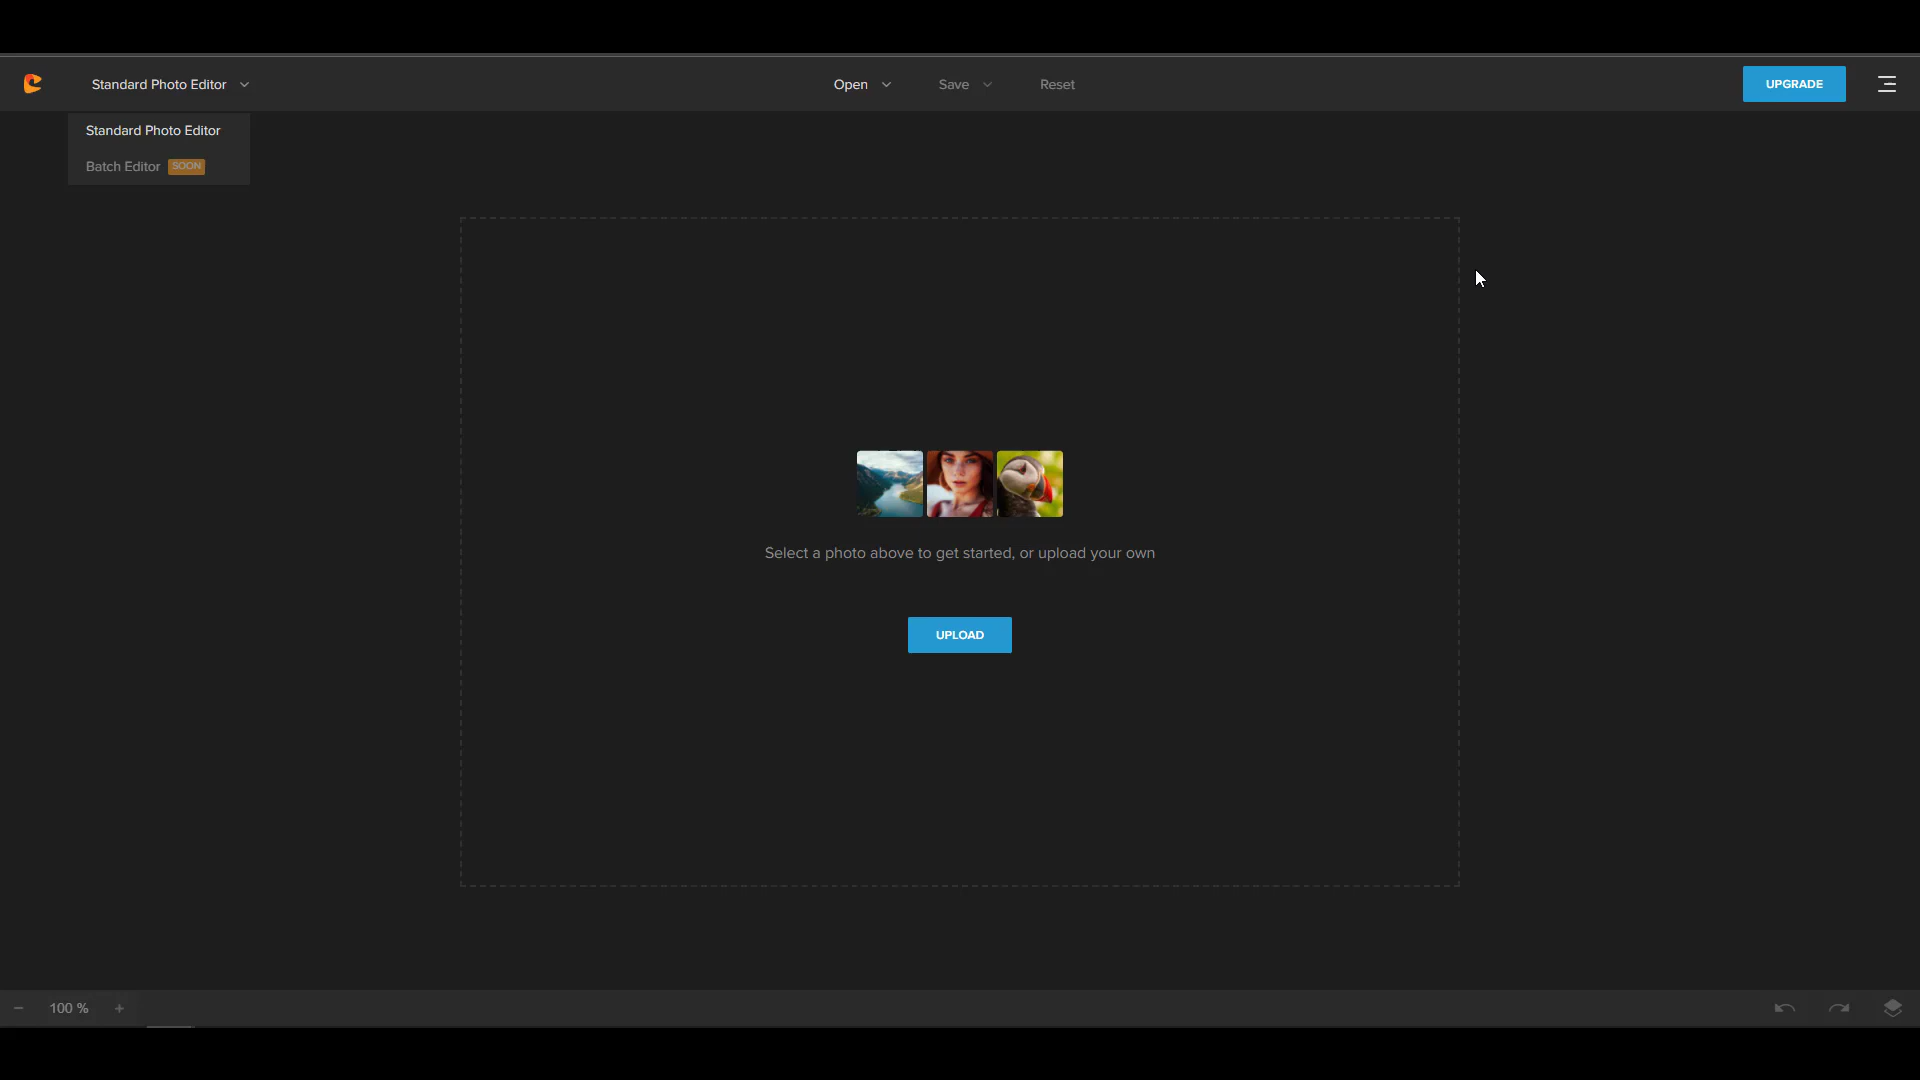 Standard Photo Editor
Open
Save
Reset
UPGRADE
Standard Photo Editor
Batch Editor SOON
Select a photo above to get started, or upload your own
UPLOAD
− 100 % +